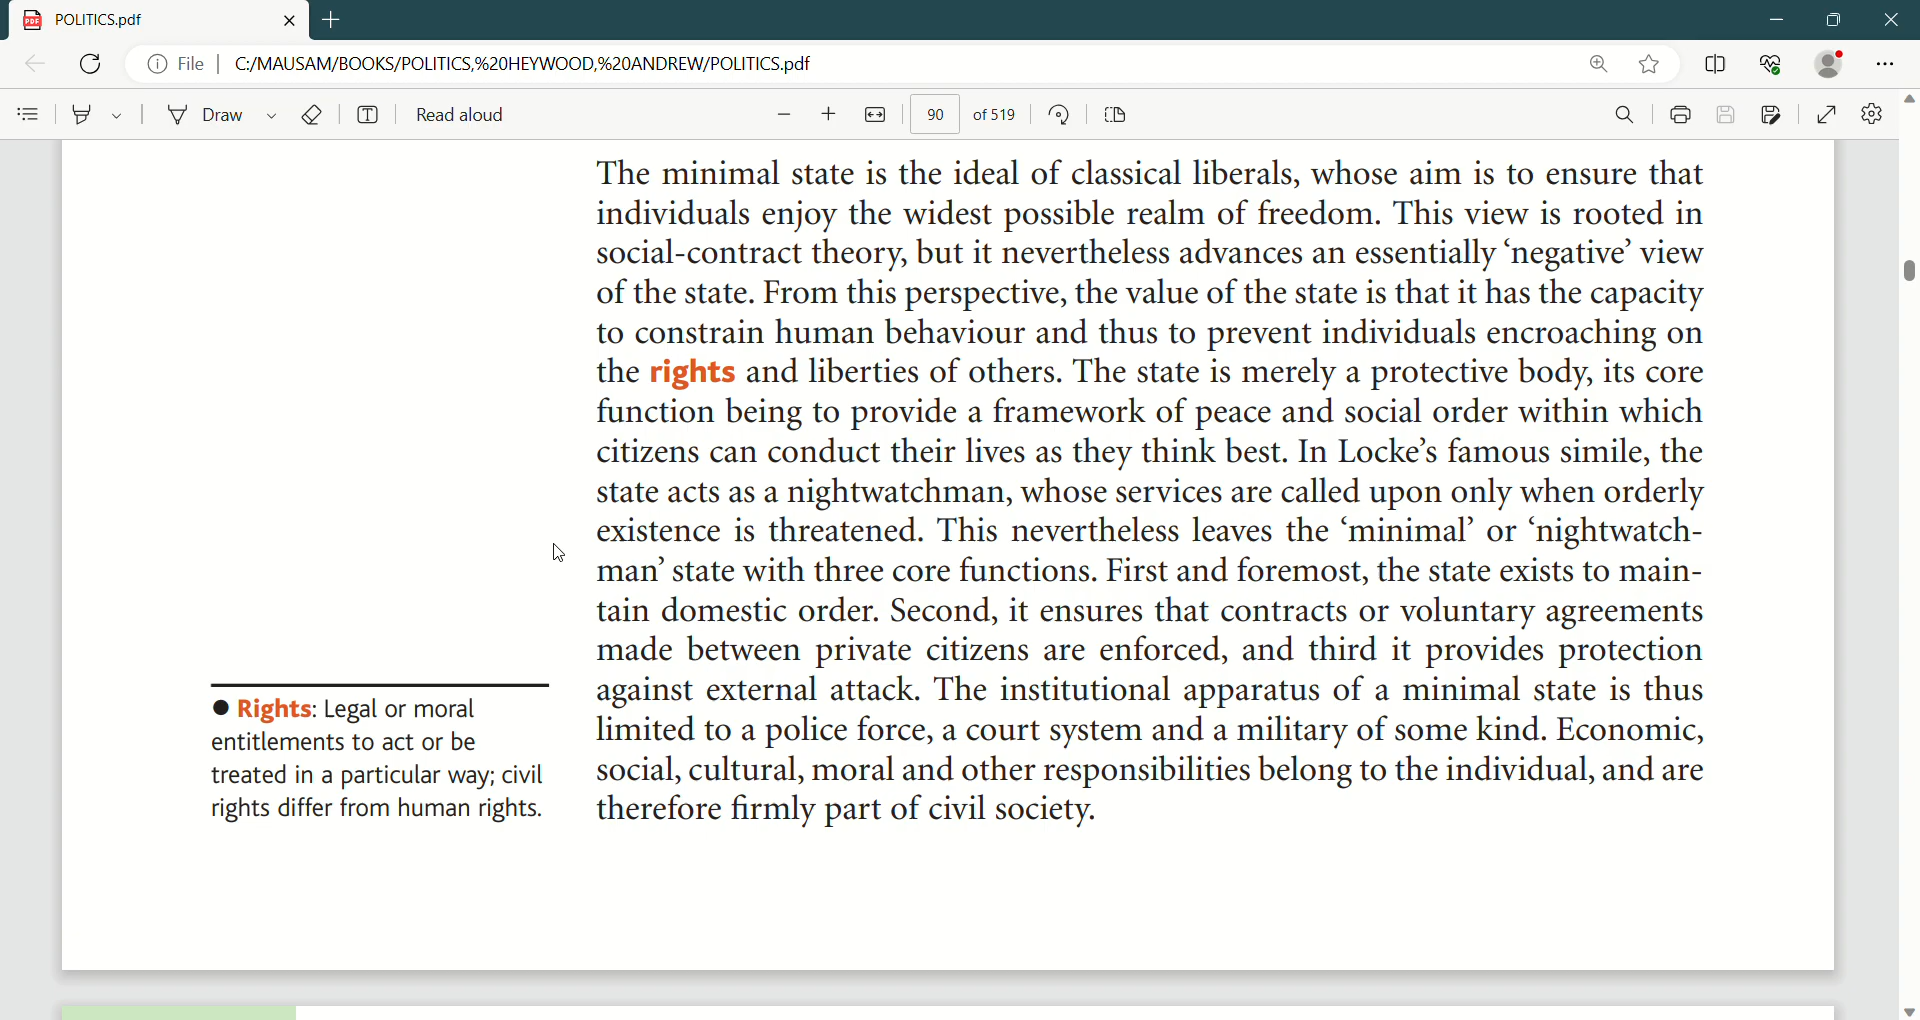 POLITICS.pdf
File
C:/MAUSAM/BOOKS/POLITICS,%20HEYWOOD,%20ANDREW/POLITICS.pdf
Draw
Read aloud
90 of 519
The minimal state is the ideal of classical liberals, whose aim is to ensure that
individuals enjoy the widest possible realm of freedom. This view is rooted in
social-contract theory, but it nevertheless advances an essentially ‘negative’ view
of the state. From this perspective, the value of the state is that it has the capacity
to constrain human behaviour and thus to prevent individuals encroaching on
the rights and liberties of others. The state is merely a protective body, its core
function being to provide a framework of peace and social order within which
citizens can conduct their lives as they think best. In Locke’s famous simile, the
state acts as a nightwatchman, whose services are called upon only when orderly
existence is threatened. This nevertheless leaves the ‘minimal’ or ‘nightwatch-
man’ state with three core functions. First and foremost, the state exists to main-
tain domestic order. Second, it ensures that contracts or voluntary agreements
made between private citizens are enforced, and third it provides protection
against external attack. The institutional apparatus of a minimal state is thus
limited to a police force, a court system and a military of some kind. Economic,
social, cultural, moral and other responsibilities belong to the individual, and are
therefore firmly part of civil society.
● Rights: Legal or moral
entitlements to act or be
treated in a particular way; civil
rights differ from human rights.